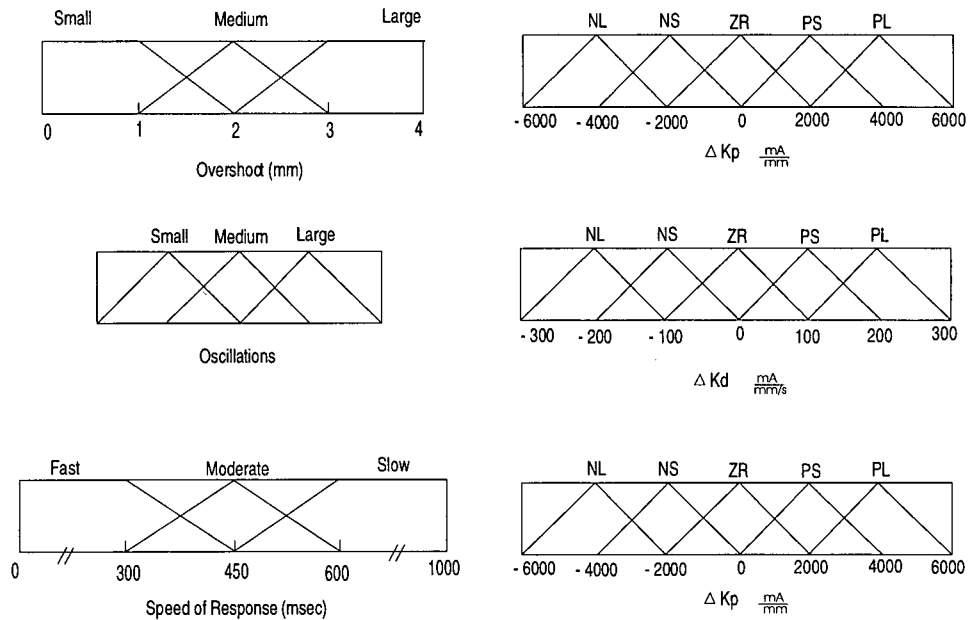 Small Medium Large
0 1 2 3 4
Overshoot (mm)
NL NS ZR PS PL
- 6000 - 4000 - 2000 0 2000 4000 6000
Δ Kp mA/mm
Small Medium Large
Oscillations
NL NS ZR PS PL
- 300 - 200 - 100 0 100 200 300
Δ Kd mA/mm/s
Fast Moderate Slow
0 300 450 600 1000
Speed of Response (msec)
NL NS ZR PS PL
- 6000 - 4000 - 2000 0 2000 4000 6000
Δ Kp mA/mm